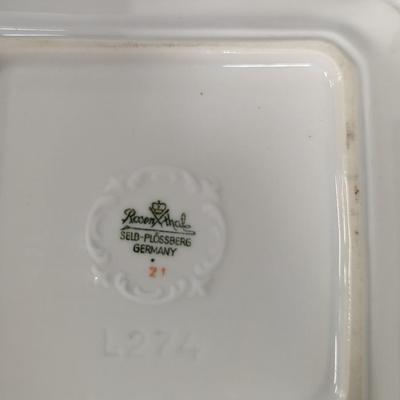 Rosenthal
SELB-PLÖSSBERG
GERMANY
21
L274